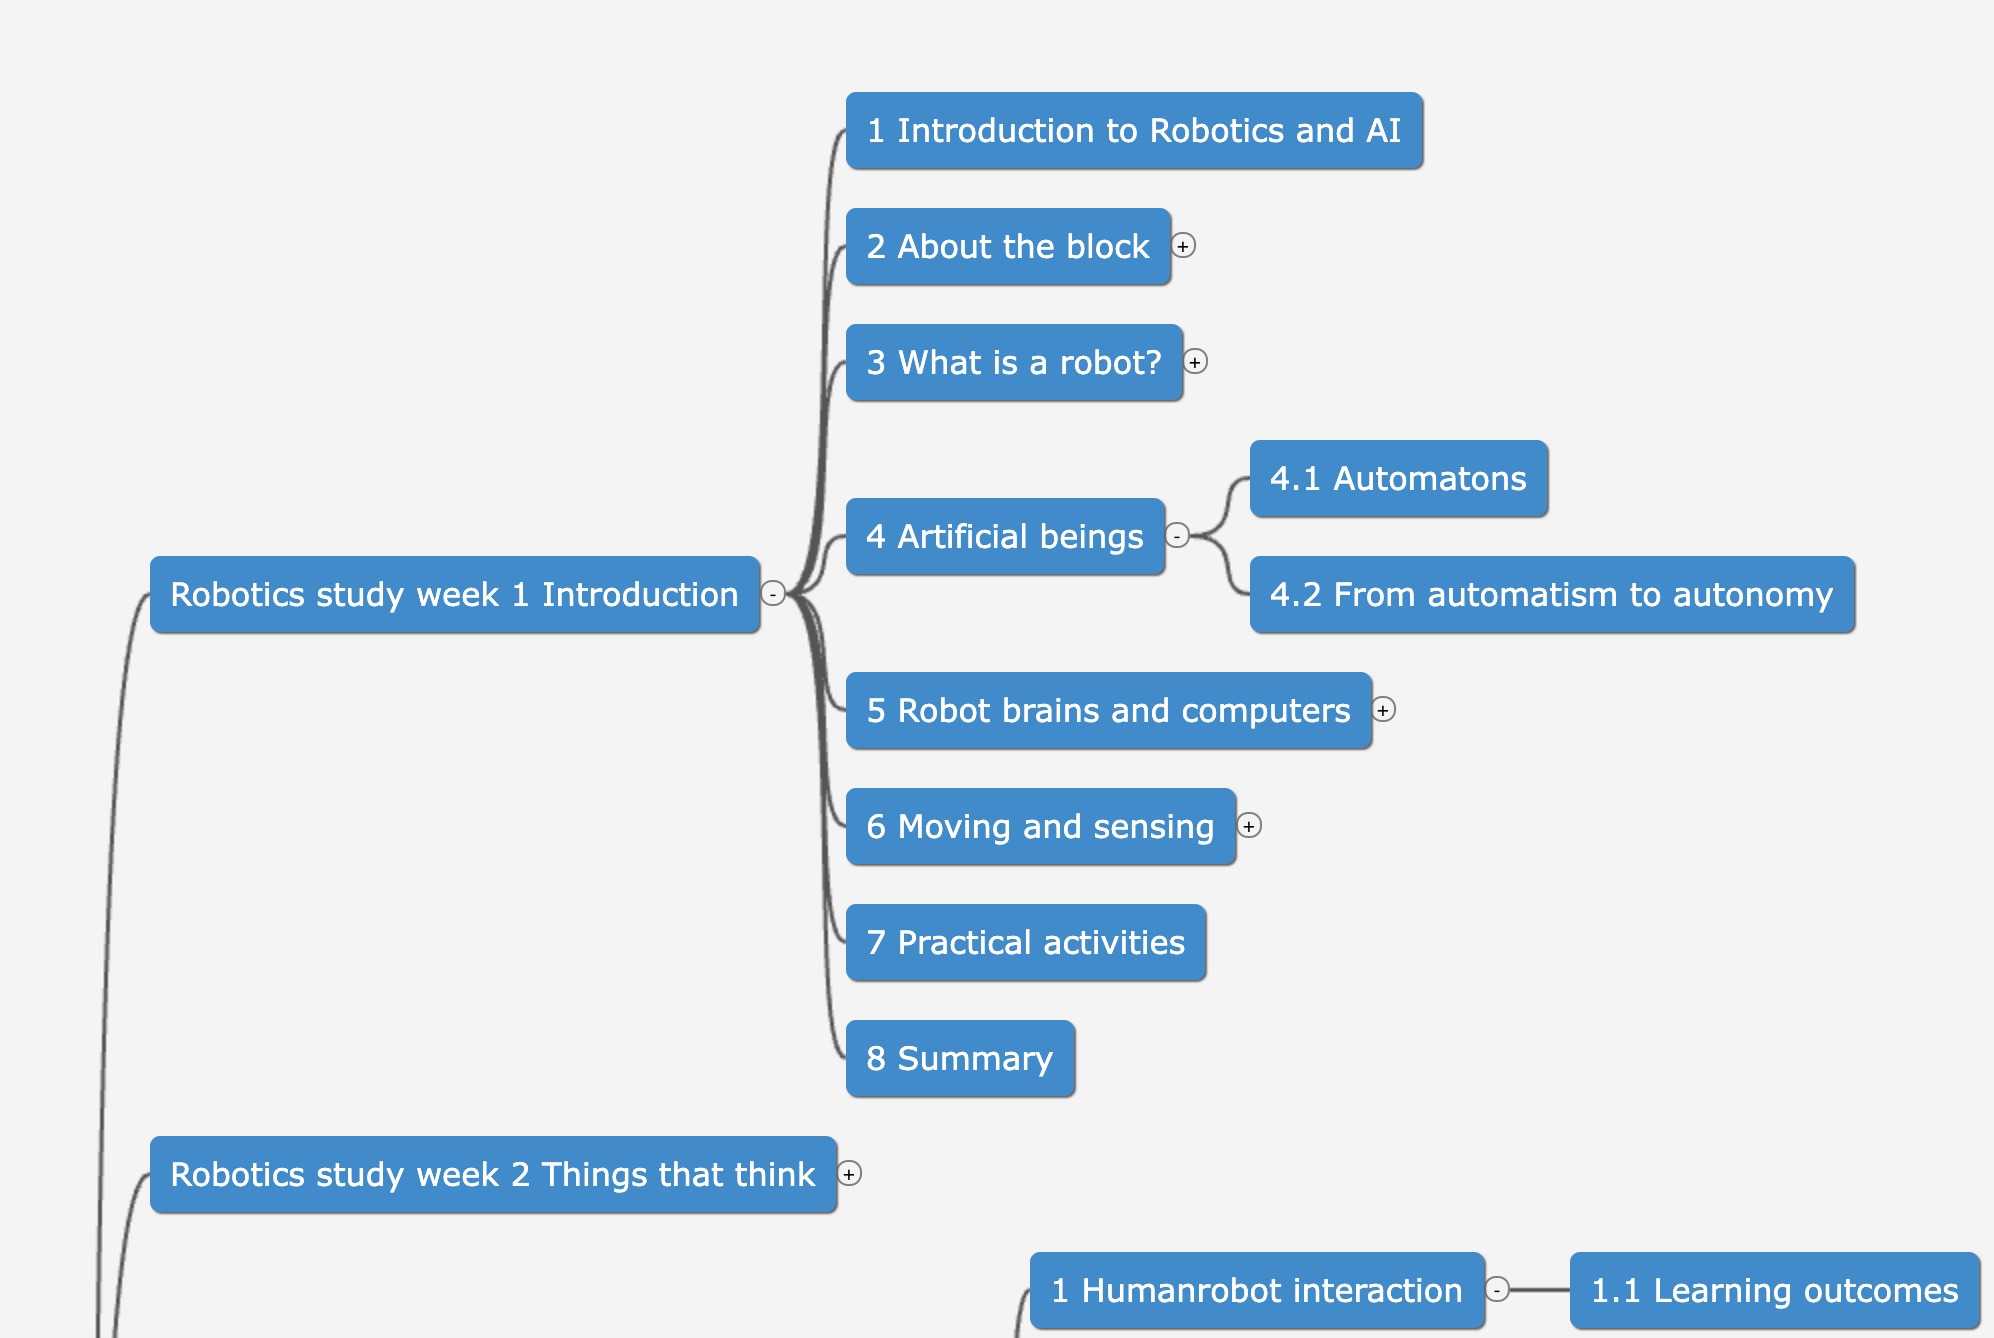 1 Introduction to Robotics and AI
2 About the block
+
3 What is a robot?
+
4.1 Automatons
4 Artificial beings
-
4.2 From automatism to autonomy
Robotics study week 1 Introduction
-
5 Robot brains and computers
+
6 Moving and sensing
+
7 Practical activities
8 Summary
Robotics study week 2 Things that think
+
1 Humanrobot interaction
-
1.1 Learning outcomes